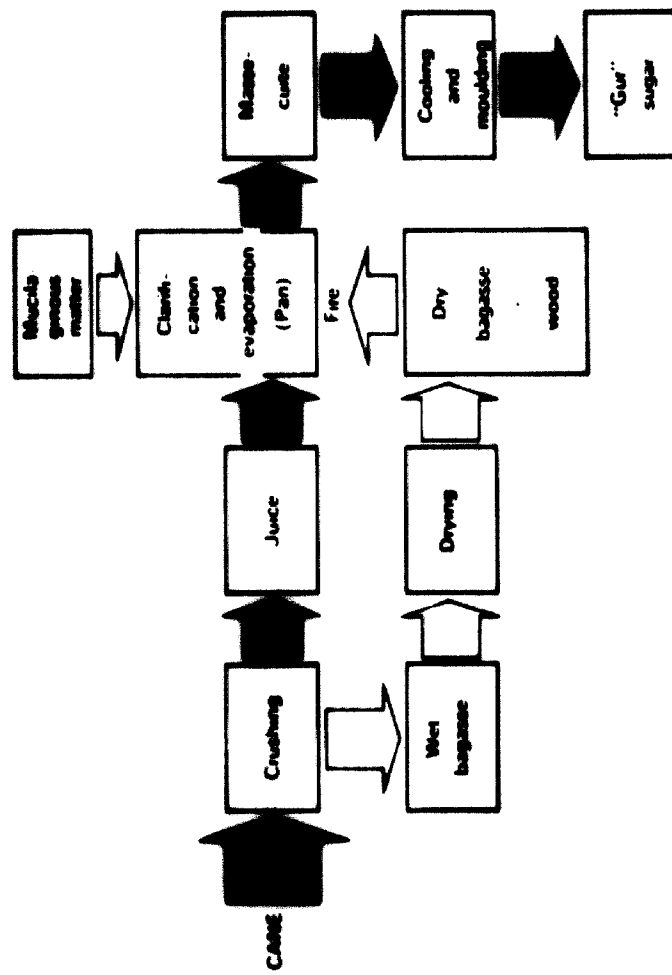 CANE
Crushing
Juice
Mucila-
ginous
matter
Clarifi-
cation and
evaporation
(Pan)
Fire
Masse-
cuite
Cooling
and
moulding
"Gur"
sugar
Wet
bagasse
Drying
Dry
bagasse
wood